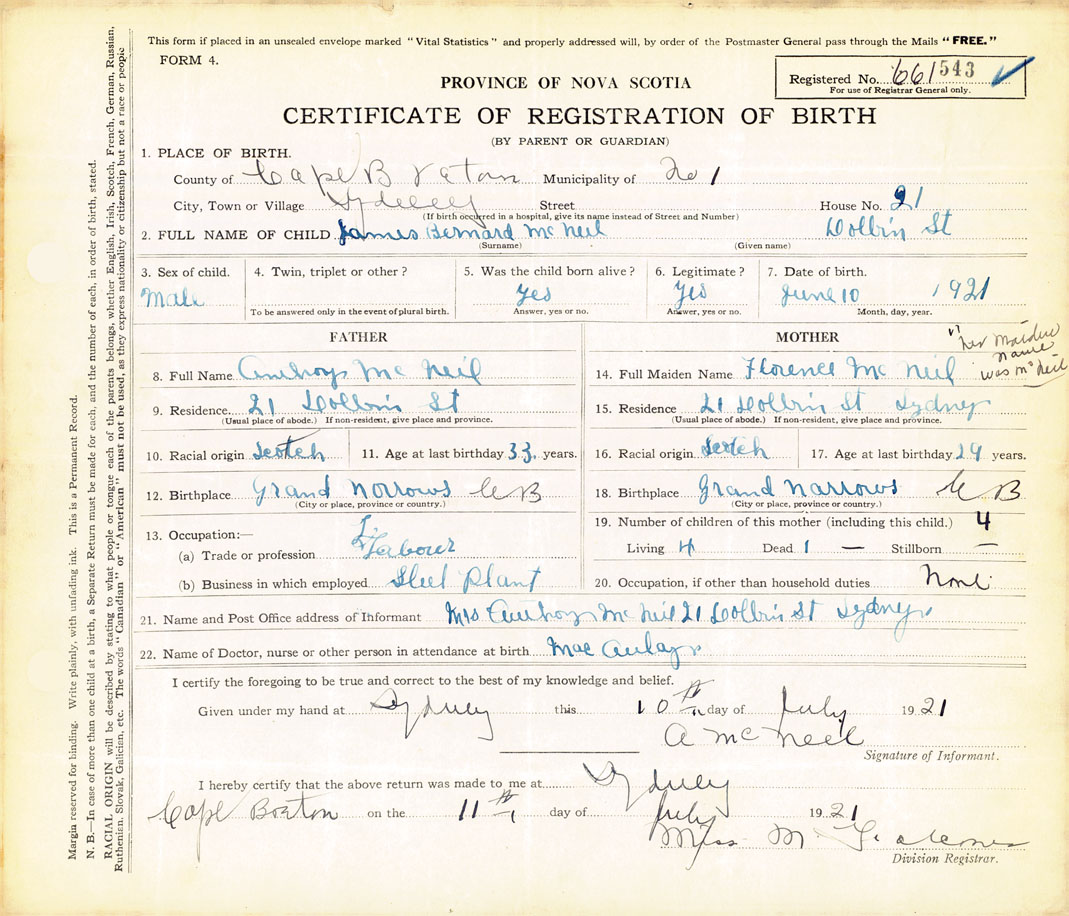 This form if placed in an unsealed envelope marked "Vital Statistics" and properly addressed will, by order of the Postmaster General pass through the Mails "FREE."
FORM 4.
Registered No. 661543
For use of Registrar General only.
PROVINCE OF NOVA SCOTIA
CERTIFICATE OF REGISTRATION OF BIRTH
(BY PARENT OR GUARDIAN)
1. PLACE OF BIRTH.
County of Cape Breton Municipality of No 1
City, Town or Village Sydney Street House No. 21
(If birth occurred in a hospital, give its name instead of Street and Number)
2. FULL NAME OF CHILD James Bernard Mc Neil Dolbin St
(Surname) (Given name)
3. Sex of child. 4. Twin, triplet or other? 5. Was the child born alive? 6. Legitimate? 7. Date of birth.
Male Yes Yes June 10 1921
To be answered only in the event of plural birth. Answer, yes or no. Answer, yes or no. Month, day, year.
FATHER
8. Full Name Mc Neil
9. Residence 21 Dolbin St
(Usual place of abode.) If non-resident, give place and province.
10. Racial origin Scotch 11. Age at last birthday 33 years.
12. Birthplace Grand Norrows C B
(City or place, province or country.)
13. Occupation:—
(a) Trade or profession Labour
(b) Business in which employed Steel Plant
MOTHER
her maiden
name
was Mc Neil
14. Full Maiden Name Florence Mc Neil
15. Residence 21 Dolbin St Sydney
(Usual place of abode.) If non-resident, give place and province.
16. Racial origin Scotch 17. Age at last birthday 29 years.
18. Birthplace Grand Narrows C B
(City or place, province or country.)
19. Number of children of this mother (including this child.) 4
Living 4 Dead 1 — Stillborn —
20. Occupation, if other than household duties None
21. Name and Post Office address of Informant Mrs Mc Neil 21 Dolbin St Sydney
22. Name of Doctor, nurse or other person in attendance at birth Mac Aulay
I certify the foregoing to be true and correct to the best of my knowledge and belief.
Given under my hand at Sydney this 10th day of July 1921
A Mc Neil
Signature of Informant.
I hereby certify that the above return was made to me at Sydney
Cape Breton on the 11th day of July 1921
Miss M.
Division Registrar.
Margin reserved for binding. Write plainly, with unfading ink. This is a Permanent Record.
N. B.—In case of more than one child at a birth, a Separate Return must be made for each, and the number of each, in order of birth, stated.
RACIAL ORIGIN will be described by stating to what people or tongue each of the parents belongs, whether English, Irish, Scotch, French, German, Russian,
Ruthenian, Slovak, Galician, etc. The words "Canadian" or "American" must not be used, as they express nationality or citizenship but not a race or people